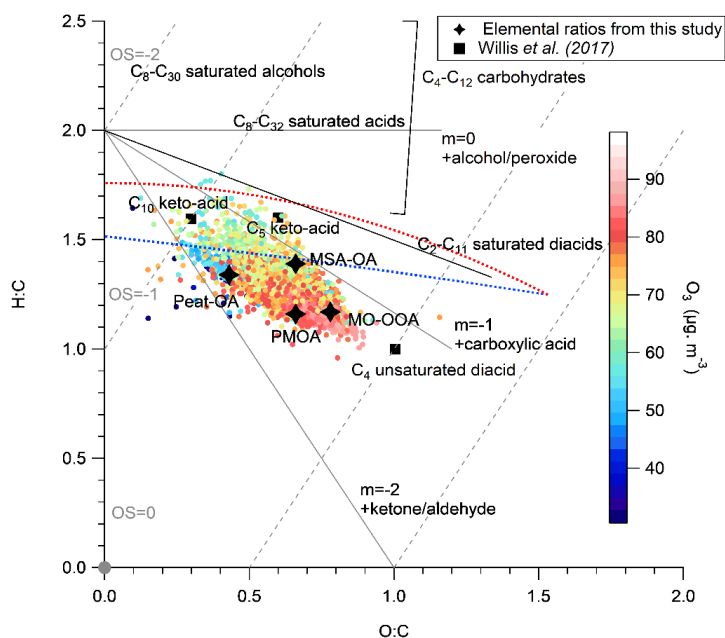 2.5
2.0
1.5
1.0
0.5
0.0
H:C
0.0
0.5
1.0
1.5
2.0
O:C
Elemental ratios from this study
Willis et al. (2017)
OS=-2
C8-C30 saturated alcohols
C4-C12 carbohydrates
C8-C32 saturated acids
m=0
+alcohol/peroxide
C10 keto-acid
C5 keto-acid
C2-C11 saturated diacids
MSA-OA
OS=-1
Peat-OA
MO-OOA
PMOA
m=-1
+carboxylic acid
C4 unsaturated diacid
m=-2
+ketone/aldehyde
OS=0
90
80
70
60
50
40
O3 (µg. m-3)